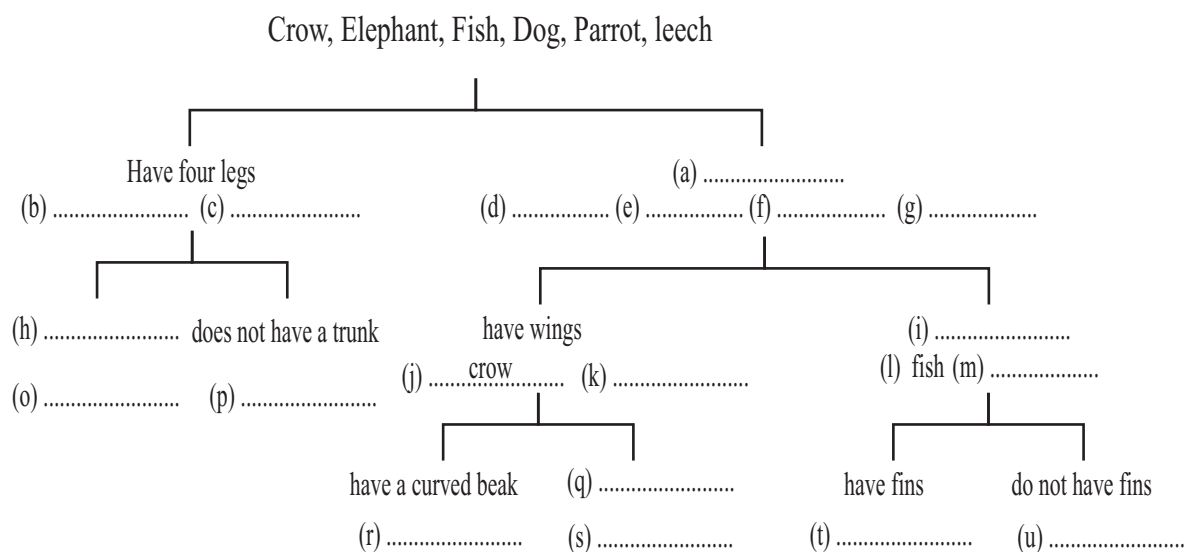 Crow, Elephant, Fish, Dog, Parrot, leech
Have four legs
(a) ..........................
(b) ......................... (c) ........................
(d) .................. (e) .................. (f) .................... (g) ....................
(h) ......................... does not have a trunk
have wings
(i) .........................
(j) crow ......................... (k) .........................
(l) fish (m) ....................
(o) ......................... (p) .........................
have a curved beak
(q) .........................
have fins
do not have fins
(r) ......................... (s) .........................
(t) ......................... (u) .........................